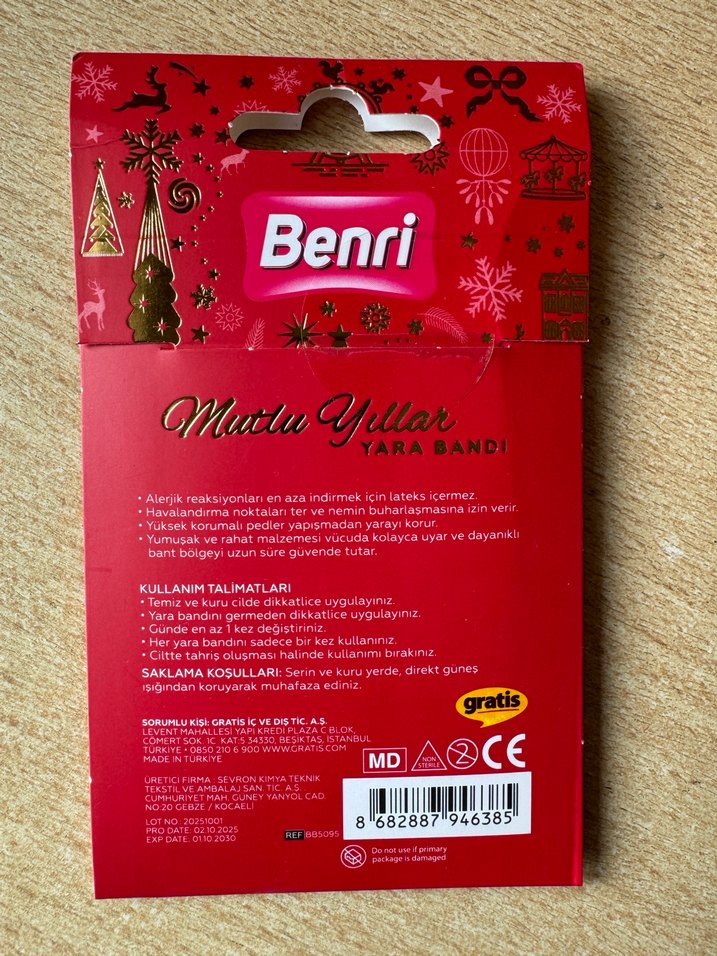 Benri
Mutlu Yıllar
YARA BANDI
• Alerjik reaksiyonları en aza indirmek için lateks içermez.
• Havalandırma noktaları ter ve nemin buharlaşmasına izin verir.
• Yüksek korumalı pedler yapışmadan yarayı korur.
• Yumuşak ve rahat malzemesi vücuda kolayca uyar ve dayanıklı
bant bölgeyi uzun süre güvende tutar.
KULLANIM TALİMATLARI
• Temiz ve kuru cilde dikkatlice uygulayınız.
• Yara bandını germeden dikkatlice uygulayınız.
• Günde en az 1 kez değiştiriniz.
• Her yara bandını sadece bir kez kullanınız.
• Ciltte tahriş oluşması halinde kullanımı bırakınız.
SAKLAMA KOŞULLARI: Serin ve kuru yerde, direkt güneş
ışığından koruyarak muhafaza ediniz.
gratis
SORUMLU KİŞİ: GRATİS İÇ VE DIŞ TİC. A.Ş.
LEVENT MAHALLESİ YAPI KREDİ PLAZA C BLOK,
CÖMERT SOK. 1C KAT:5 34330, BEŞİKTAŞ, İSTANBUL
TÜRKİYE • 0850 210 6 900 WWW.GRATİS.COM
MADE IN TÜRKİYE
MD
NON
STERILE
2
CE
ÜRETİCİ FİRMA : SEVRON KİMYA TEKNİK
TEKSTİL VE AMBALAJ SAN. TİC. A.Ş.
CUMHURİYET MAH. GÜNEY YANYOL CAD.
NO:20 GEBZE / KOCAELİ
LOT NO : 20251001
PRO DATE: 02.10.2025
EXP DATE: 01.10 2030
REF BB5095
8 682887 946385
Do not use if primary
package is damaged